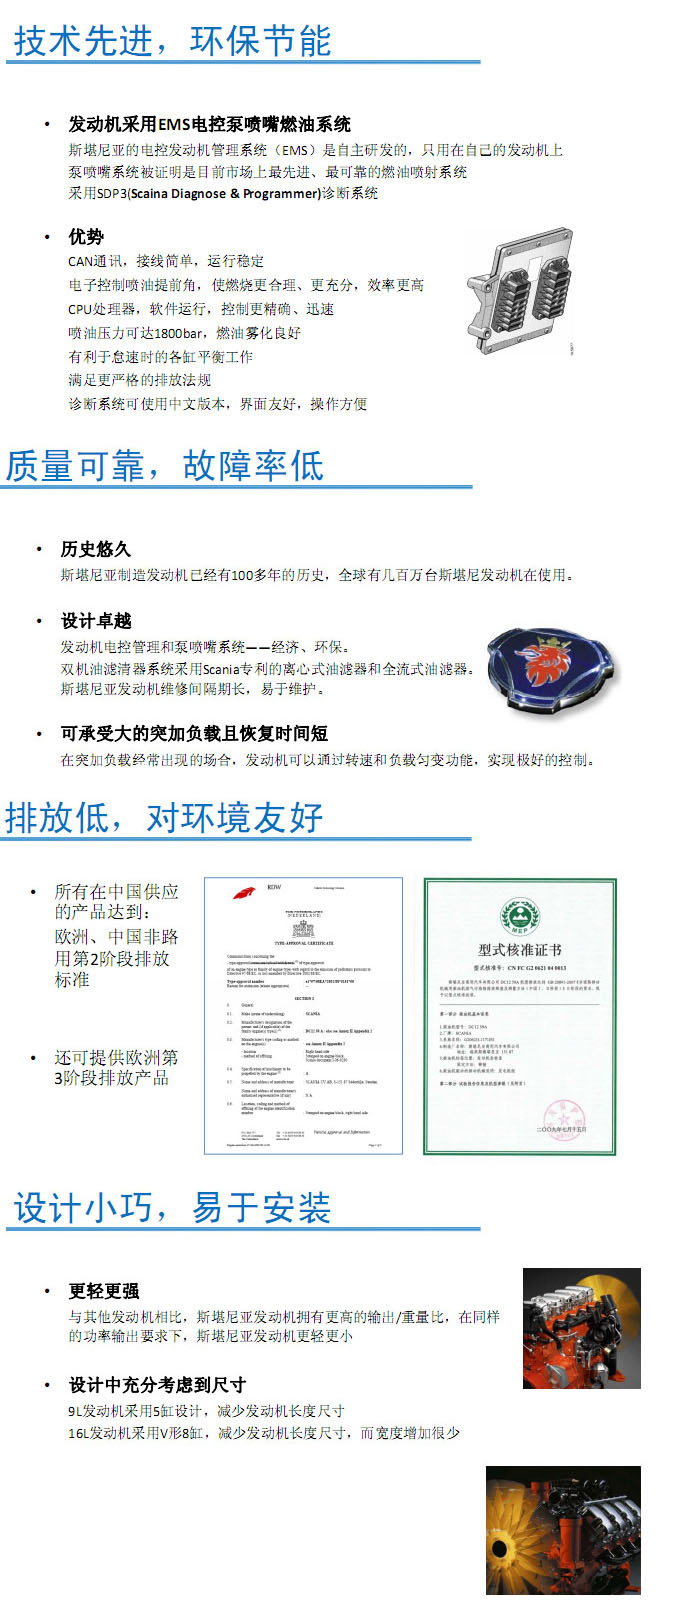 技术先进，环保节能
• 发动机采用EMS电控泵喷嘴燃油系统
斯堪尼亚的电控发动机管理系统（EMS）是自主研发的，只用在自己的发动机上
泵喷嘴系统被证明是目前市场上最先进、最可靠的燃油喷射系统
采用SDP3(Scaina Diagnose & Programmer)诊断系统
• 优势
CAN通讯，接线简单，运行稳定
电子控制喷油提前角，使燃烧更合理、更充分，效率更高
CPU处理器，软件运行，控制更精确、迅速
喷油压力可达1800bar，燃油雾化良好
有利于怠速时的各缸平衡工作
满足更严格的排放法规
诊断系统可使用中文版本，界面友好，操作方便
质量可靠，故障率低
• 历史悠久
斯堪尼亚制造发动机已经有100多年的历史，全球有几百万台斯堪尼发动机在使用。
• 设计卓越
发动机电控管理和泵喷嘴系统——经济、环保。
双机油滤清器系统采用Scania专利的离心式油滤器和全流式油滤器。
斯堪尼亚发动机维修间隔期长，易于维护。
• 可承受大的突加负载且恢复时间短
在突加负载经常出现的场合，发动机可以通过转速和负载匀变功能，实现极好的控制。
排放低，对环境友好
• 所有在中国供应
的产品达到：
欧洲、中国非路
用第2阶段排放
标准
• 还可提供欧洲第
3阶段排放产品
RDW
TYPE-APPROVAL CERTIFICATE
SECTION I
MEP
型式核准证书
型式核准号：CN FC G2 0621 04 0013
二〇〇九年七月十五日
设计小巧，易于安装
• 更轻更强
与其他发动机相比，斯堪尼亚发动机拥有更高的输出/重量比，在同样
的功率输出要求下，斯堪尼亚发动机更轻更小
• 设计中充分考虑到尺寸
9L发动机采用5缸设计，减少发动机长度尺寸
16L发动机采用V形8缸，减少发动机长度尺寸，而宽度增加很少